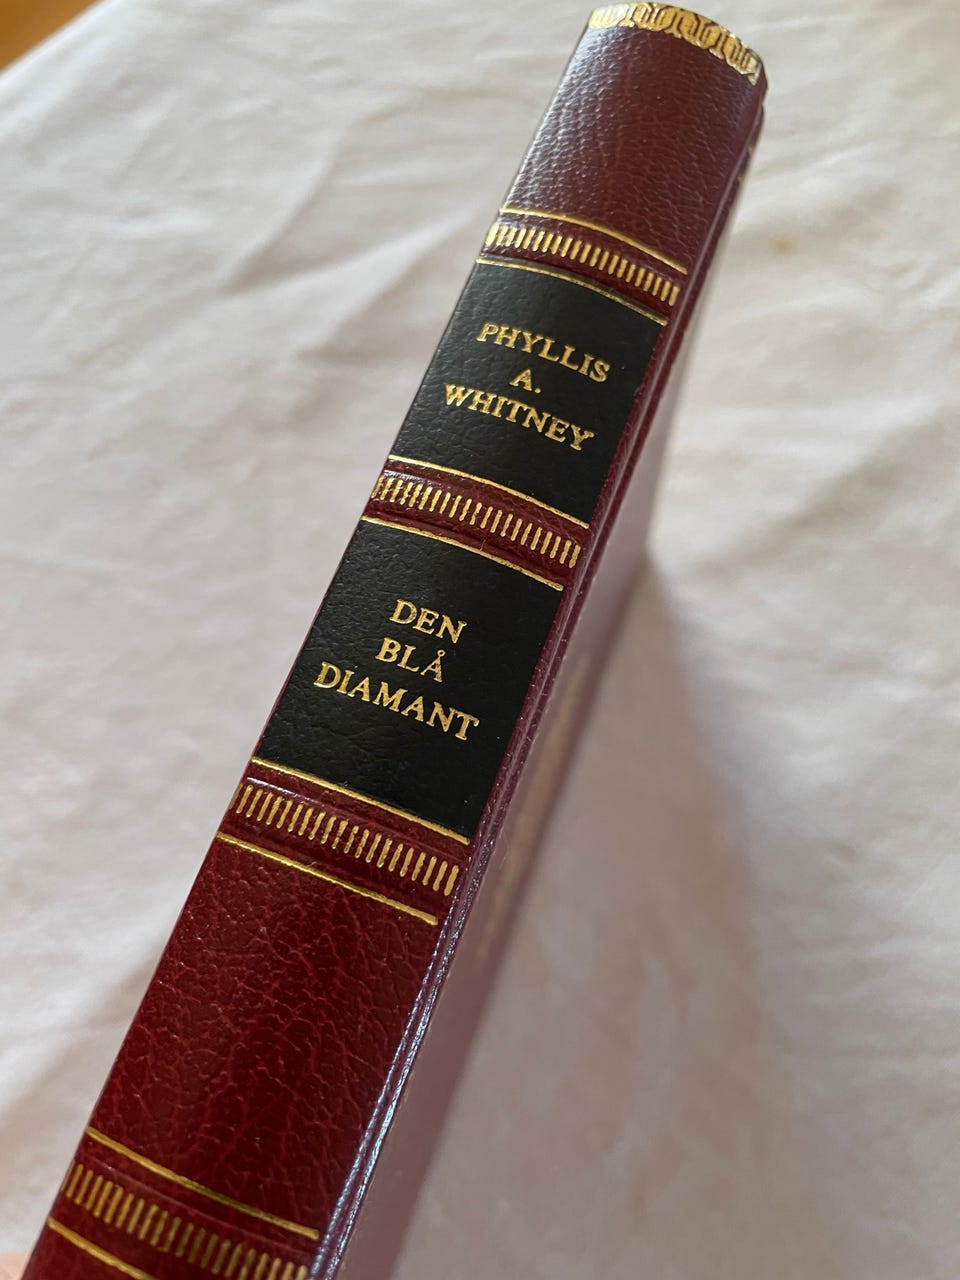 PHYLLIS
A.
WHITNEY
DEN
BLÅ
DIAMANT